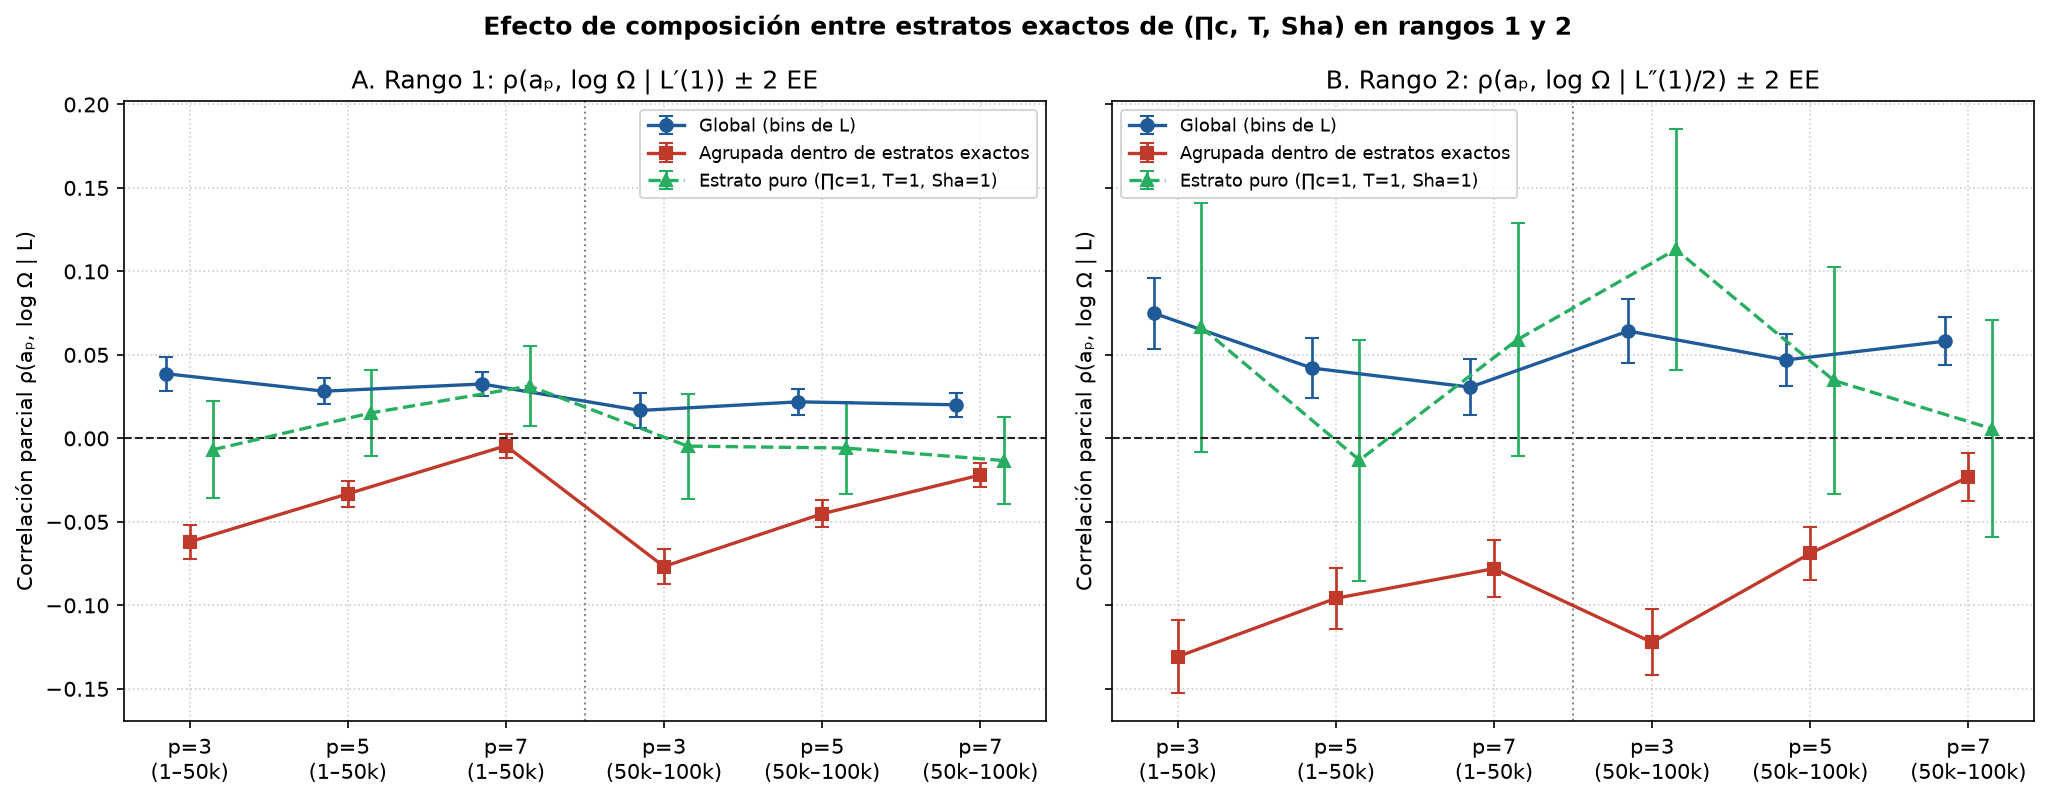 Efecto de composición entre estratos exactos de (∏c, T, Sha) en rangos 1 y 2
A. Rango 1: ρ(aₚ, log Ω | L′(1)) ± 2 EE
Correlación parcial ρ(aₚ, log Ω | L)
0.20
0.15
0.10
0.05
0.00
−0.05
−0.10
−0.15
Global (bins de L)
Agrupada dentro de estratos exactos
Estrato puro (∏c=1, T=1, Sha=1)
p=3
(1–50k)
p=5
(1–50k)
p=7
(1–50k)
p=3
(50k–100k)
p=5
(50k–100k)
p=7
(50k–100k)
B. Rango 2: ρ(aₚ, log Ω | L″(1)/2) ± 2 EE
Correlación parcial ρ(aₚ, log Ω | L)
Global (bins de L)
Agrupada dentro de estratos exactos
Estrato puro (∏c=1, T=1, Sha=1)
p=3
(1–50k)
p=5
(1–50k)
p=7
(1–50k)
p=3
(50k–100k)
p=5
(50k–100k)
p=7
(50k–100k)